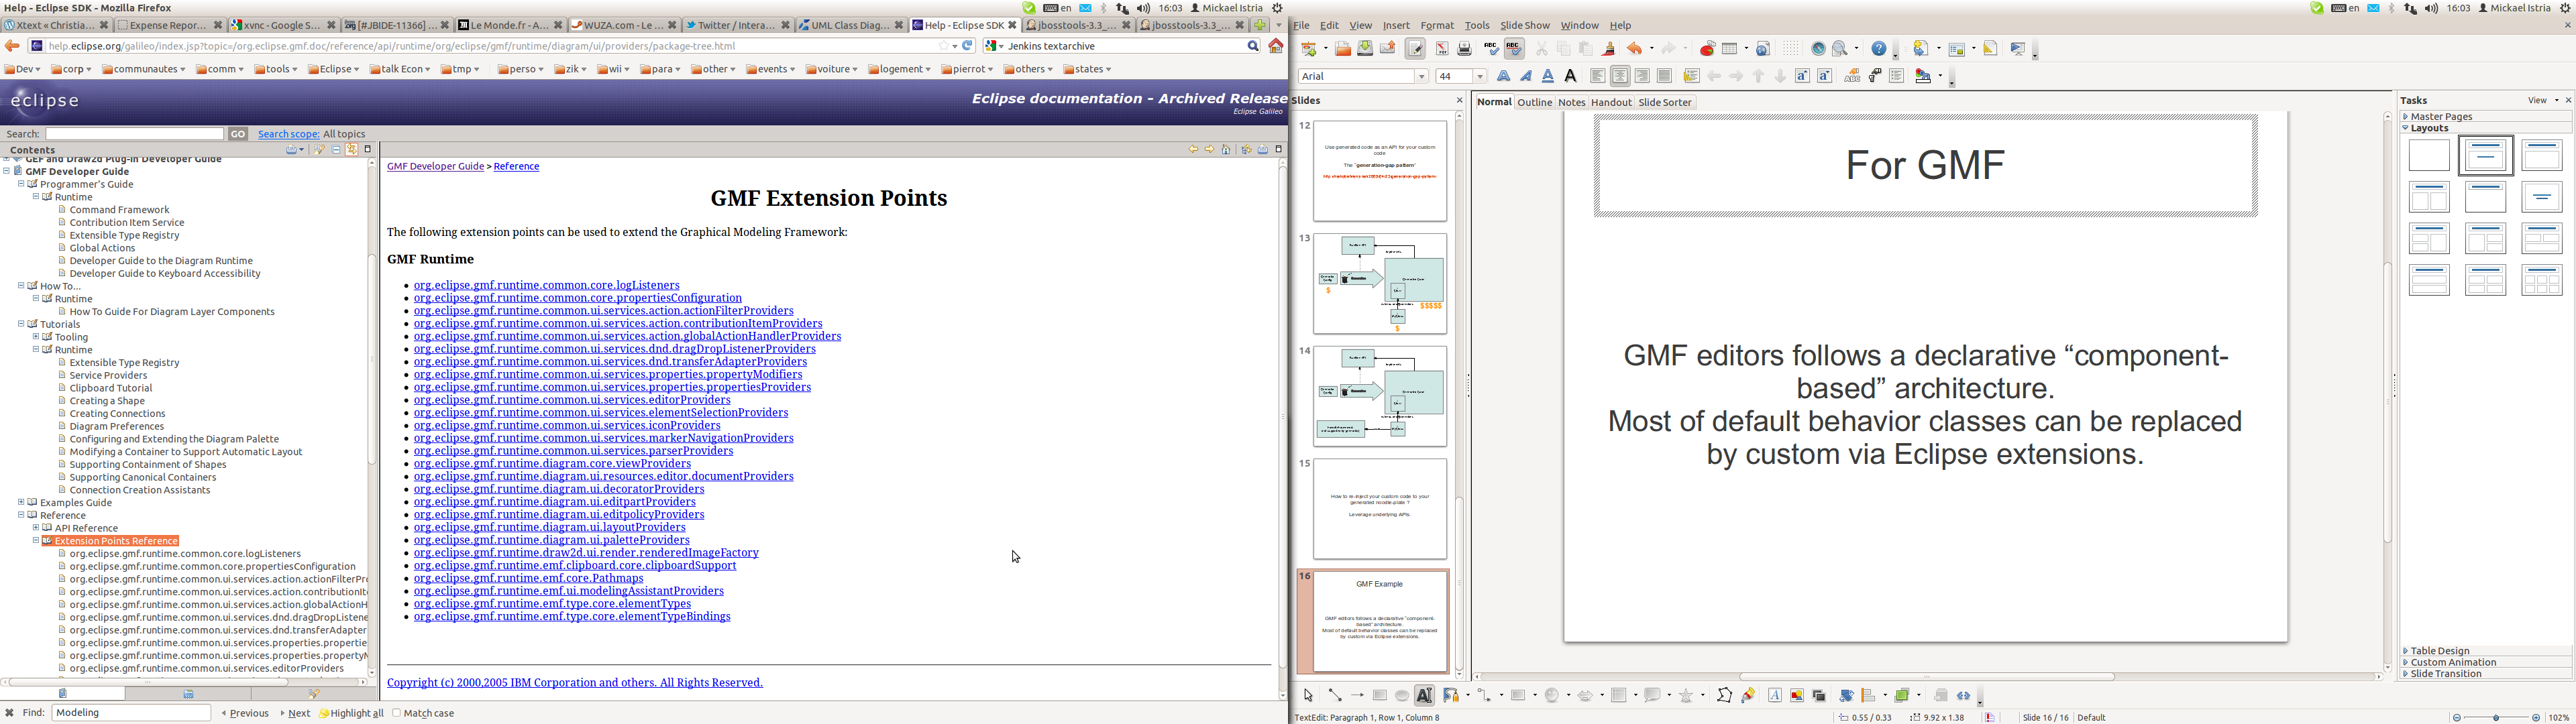 Help - Eclipse SDK - Mozilla Firefox
en 16:03 Mickael Istria
en 16:03 Mickael Istria
Xtext « Christia...
Expense Repor...
xvnc - Google S...
[#JBIDE-11366] ...
Le Monde.fr - A...
WUZA.com - Le ...
Twitter / Intera...
UML Class Diag...
Help - Eclipse SDK
jbosstools-3.3_...
jbosstools-3.3_...
help.eclipse.org/galileo/index.jsp?topic=/org.eclipse.gmf.doc/reference/api/runtime/org/eclipse/gmf/runtime/diagram/ui/providers/package-tree.html
Jenkins textarchive
Dev corp communautes comm tools Eclipse talk Econ tmp perso zik wii para other events voiture logement pierrot others states
eclipse
Eclipse documentation - Archived Release
Eclipse Galileo
Search: GO Search scope: All topics
Contents
GEF and Draw2d Plug-in Developer Guide
GMF Developer Guide
Programmer's Guide
Runtime
Command Framework
Contribution Item Service
Extensible Type Registry
Global Actions
Developer Guide to the Diagram Runtime
Developer Guide to Keyboard Accessibility
How To...
Runtime
How To Guide For Diagram Layer Components
Tutorials
Tooling
Runtime
Extensible Type Registry
Service Providers
Clipboard Tutorial
Creating a Shape
Creating Connections
Diagram Preferences
Configuring and Extending the Diagram Palette
Modifying a Container to Support Automatic Layout
Supporting Containment of Shapes
Supporting Canonical Containers
Connection Creation Assistants
Examples Guide
Reference
API Reference
Extension Points Reference
org.eclipse.gmf.runtime.common.core.logListeners
org.eclipse.gmf.runtime.common.core.propertiesConfiguration
org.eclipse.gmf.runtime.common.ui.services.action.actionFilterPro
org.eclipse.gmf.runtime.common.ui.services.action.contributionIte
org.eclipse.gmf.runtime.common.ui.services.action.globalActionH
org.eclipse.gmf.runtime.common.ui.services.dnd.dragDropListene
org.eclipse.gmf.runtime.common.ui.services.dnd.transferAdapter
org.eclipse.gmf.runtime.common.ui.services.properties.propertie
org.eclipse.gmf.runtime.common.ui.services.properties.propertyM
org.eclipse.gmf.runtime.common.ui.services.editorProviders
GMF Developer Guide > Reference
GMF Extension Points
The following extension points can be used to extend the Graphical Modeling Framework:
GMF Runtime
org.eclipse.gmf.runtime.common.core.logListeners
org.eclipse.gmf.runtime.common.core.propertiesConfiguration
org.eclipse.gmf.runtime.common.ui.services.action.actionFilterProviders
org.eclipse.gmf.runtime.common.ui.services.action.contributionItemProviders
org.eclipse.gmf.runtime.common.ui.services.action.globalActionHandlerProviders
org.eclipse.gmf.runtime.common.ui.services.dnd.dragDropListenerProviders
org.eclipse.gmf.runtime.common.ui.services.dnd.transferAdapterProviders
org.eclipse.gmf.runtime.common.ui.services.properties.propertyModifiers
org.eclipse.gmf.runtime.common.ui.services.properties.propertiesProviders
org.eclipse.gmf.runtime.common.ui.services.editorProviders
org.eclipse.gmf.runtime.common.ui.services.elementSelectionProviders
org.eclipse.gmf.runtime.common.ui.services.iconProviders
org.eclipse.gmf.runtime.common.ui.services.markerNavigationProviders
org.eclipse.gmf.runtime.common.ui.services.parserProviders
org.eclipse.gmf.runtime.diagram.core.viewProviders
org.eclipse.gmf.runtime.diagram.ui.resources.editor.documentProviders
org.eclipse.gmf.runtime.diagram.ui.decoratorProviders
org.eclipse.gmf.runtime.diagram.ui.editpartProviders
org.eclipse.gmf.runtime.diagram.ui.editpolicyProviders
org.eclipse.gmf.runtime.diagram.ui.layoutProviders
org.eclipse.gmf.runtime.diagram.ui.paletteProviders
org.eclipse.gmf.runtime.draw2d.ui.render.renderedImageFactory
org.eclipse.gmf.runtime.emf.clipboard.core.clipboardSupport
org.eclipse.gmf.runtime.emf.core.Pathmaps
org.eclipse.gmf.runtime.emf.ui.modelingAssistantProviders
org.eclipse.gmf.runtime.emf.type.core.elementTypes
org.eclipse.gmf.runtime.emf.type.core.elementTypeBindings
Copyright (c) 2000,2005 IBM Corporation and others. All Rights Reserved.
Find: Modeling Previous Next Highlight all Match case
File Edit View Insert Format Tools Slide Show Window Help
Arial 44
Slides
12
Use generated code as an API for your custom
code
The "generation-gap pattern"
13
$
$$$$$
$
14
15
How to re-inject your custom code to your
generated noodle-plate ?
Leverage underlying APIs.
16
GMF Example
GMF editors follows a declarative "component-
based" architecture.
Most of default behavior classes can be replaced
by custom via Eclipse extensions.
Normal Outline Notes Handout Slide Sorter
For GMF
GMF editors follows a declarative “component-
based” architecture.
Most of default behavior classes can be replaced
by custom via Eclipse extensions.
Tasks View
Master Pages
Layouts
Table Design
Custom Animation
Slide Transition
TextEdit: Paragraph 1, Row 1, Column 8
0.55 / 0.33 9.92 x 1.38 Slide 16 / 16 Default 102%